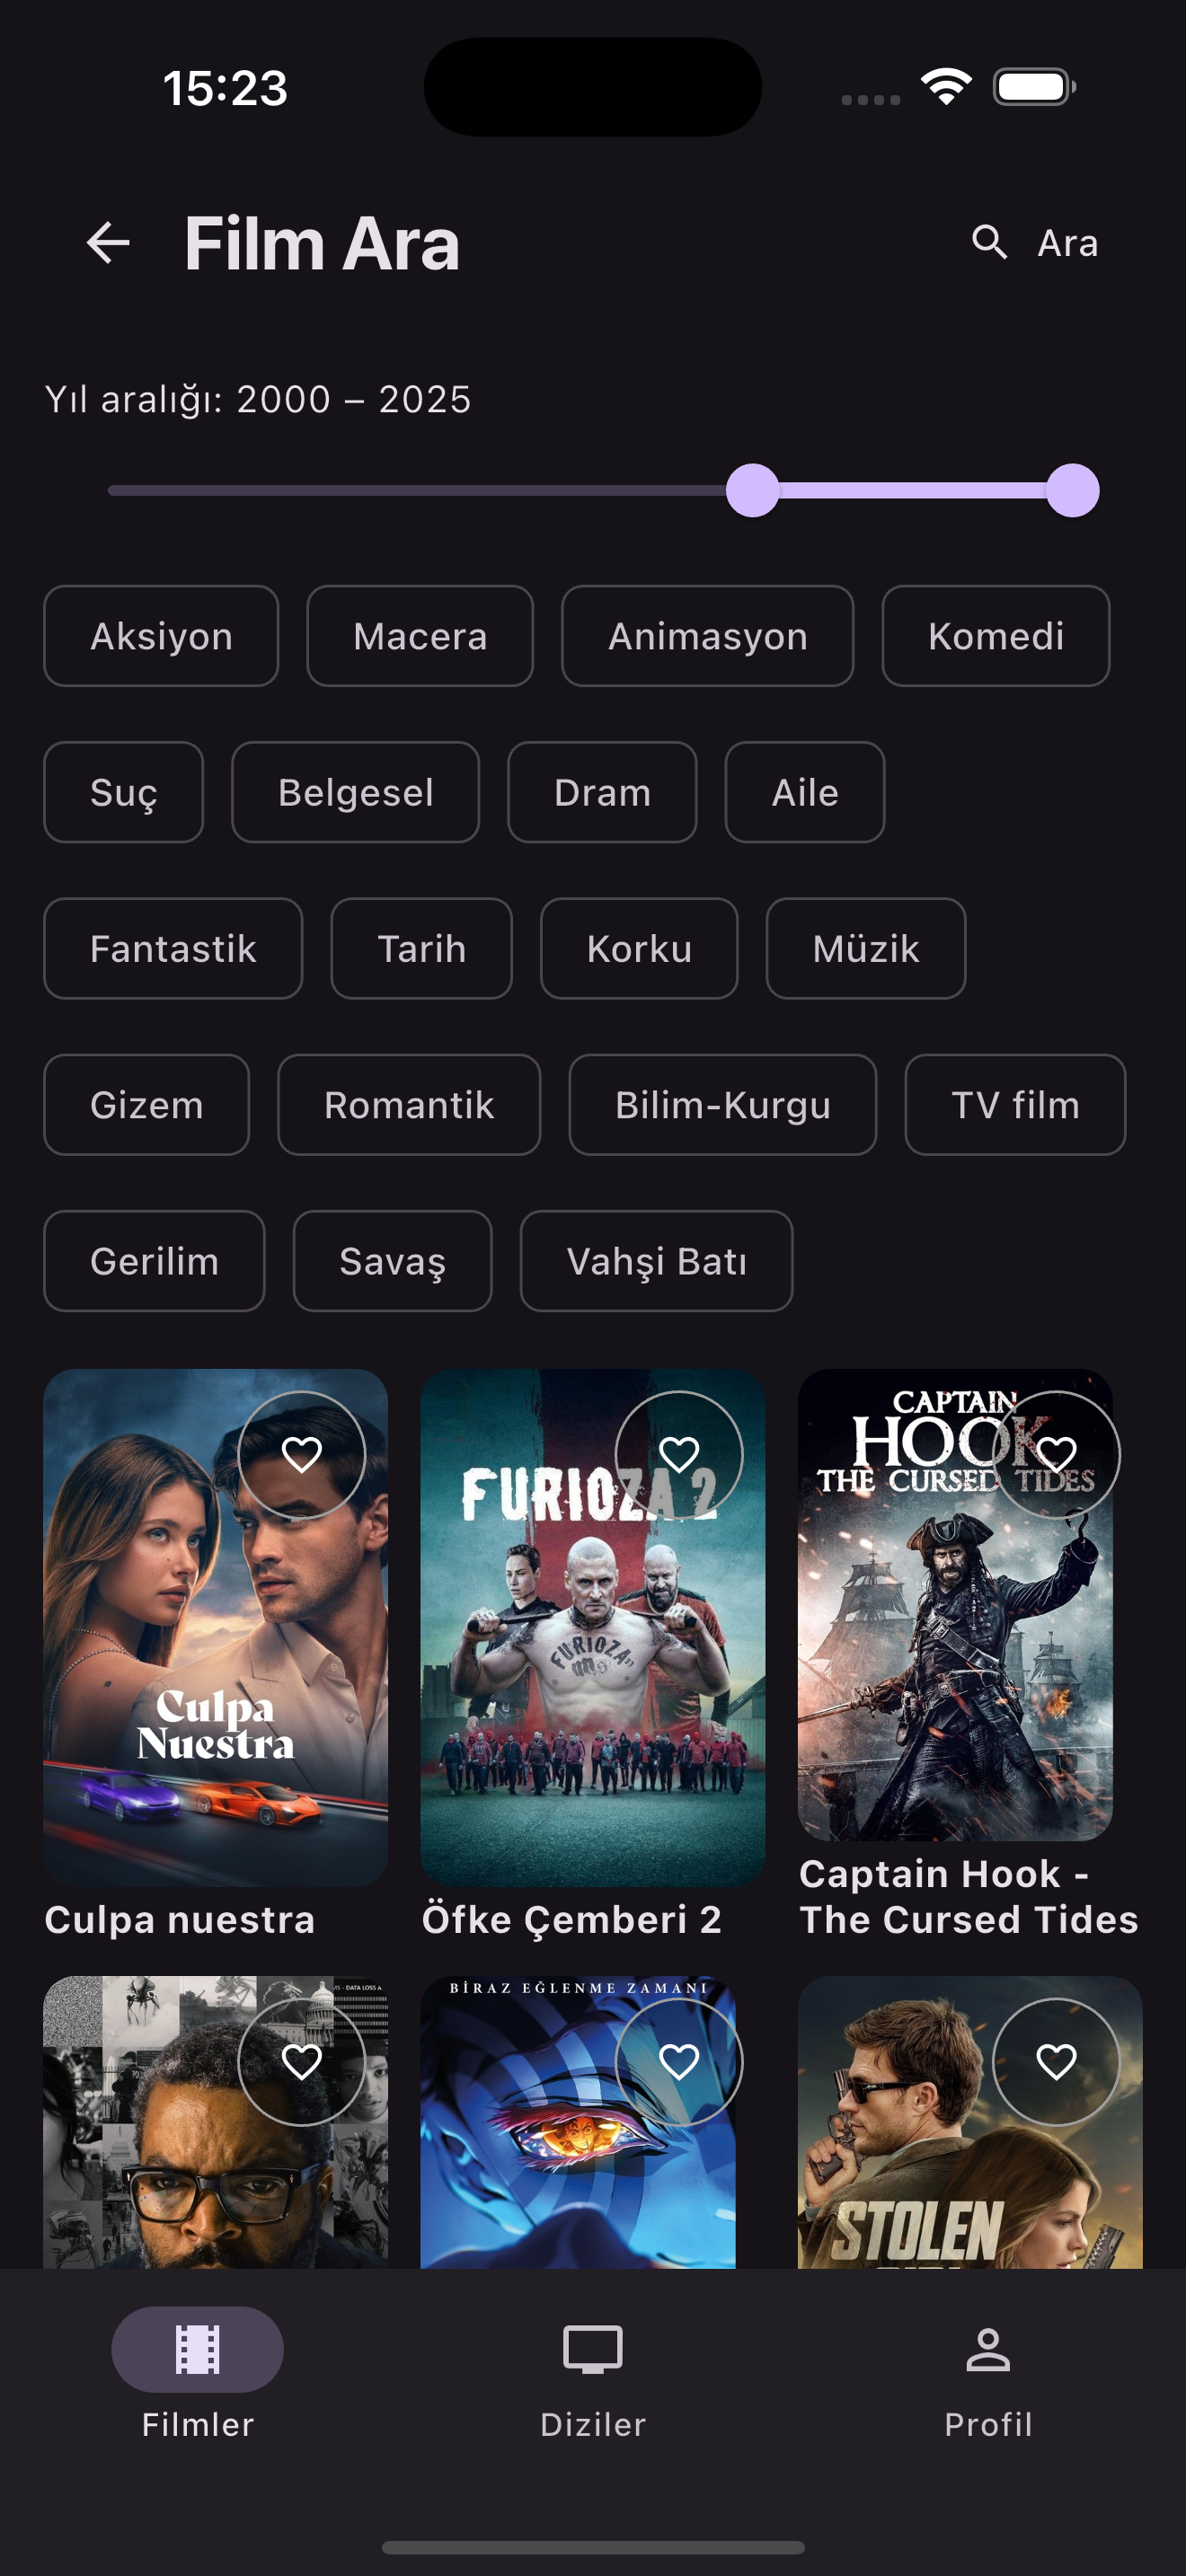 15:23
Film Ara
Ara
Yıl aralığı: 2000 – 2025
Aksiyon
Macera
Animasyon
Komedi
Suç
Belgesel
Dram
Aile
Fantastik
Tarih
Korku
Müzik
Gizem
Romantik
Bilim-Kurgu
TV film
Gerilim
Savaş
Vahşi Batı
Culpa
Nuestra
FURIOZA 2
FURIOZA
CAPTAIN
HOOK
THE CURSED TIDES
Culpa nuestra
Öfke Çemberi 2
Captain Hook -
The Cursed Tides
DATA LOSS
BİRAZ EĞLENME ZAMANI
STOLEN
Filmler
Diziler
Profil